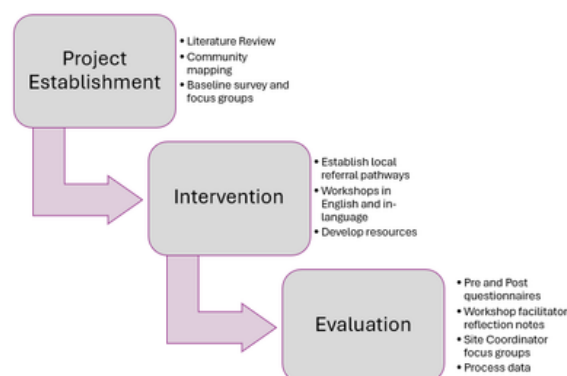 Project
Establishment
• Literature Review
• Community
mapping
• Baseline survey and
focus groups
Intervention
• Establish local
referral pathways
• Workshops in
English and in-
language
• Develop resources
Evaluation
• Pre and Post
questionnaires
• Workshop facilitator
reflection notes
• Site Coordinator
focus groups
• Process data